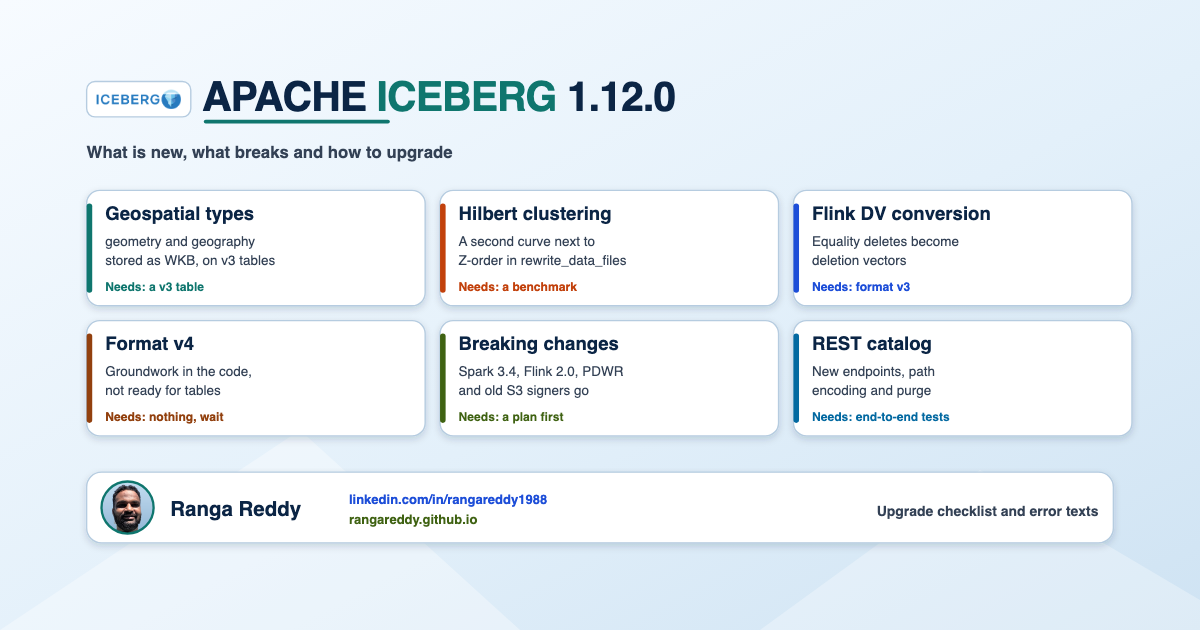 ICEBERG
APACHE ICEBERG 1.12.0
What is new, what breaks and how to upgrade
Geospatial types
geometry and geography
stored as WKB, on v3 tables
Needs: a v3 table
Hilbert clustering
A second curve next to
Z-order in rewrite_data_files
Needs: a benchmark
Flink DV conversion
Equality deletes become
deletion vectors
Needs: format v3
Format v4
Groundwork in the code,
not ready for tables
Needs: nothing, wait
Breaking changes
Spark 3.4, Flink 2.0, PDWR
and old S3 signers go
Needs: a plan first
REST catalog
New endpoints, path
encoding and purge
Needs: end-to-end tests
Ranga Reddy
linkedin.com/in/rangareddy1988
rangareddy.github.io
Upgrade checklist and error texts